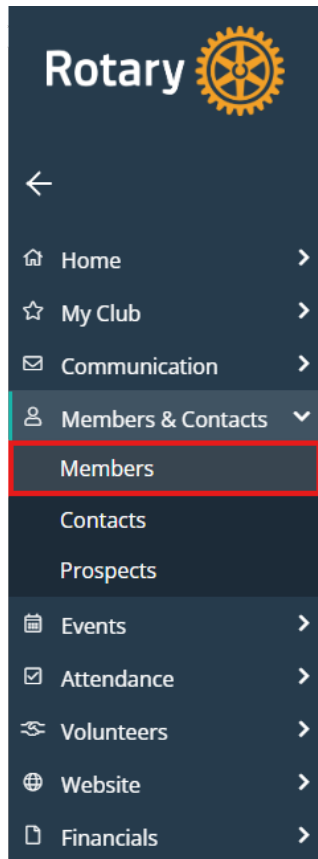 Rotary
Home
My Club
Communication
Members & Contacts
Members
Contacts
Prospects
Events
Attendance
Volunteers
Website
Financials